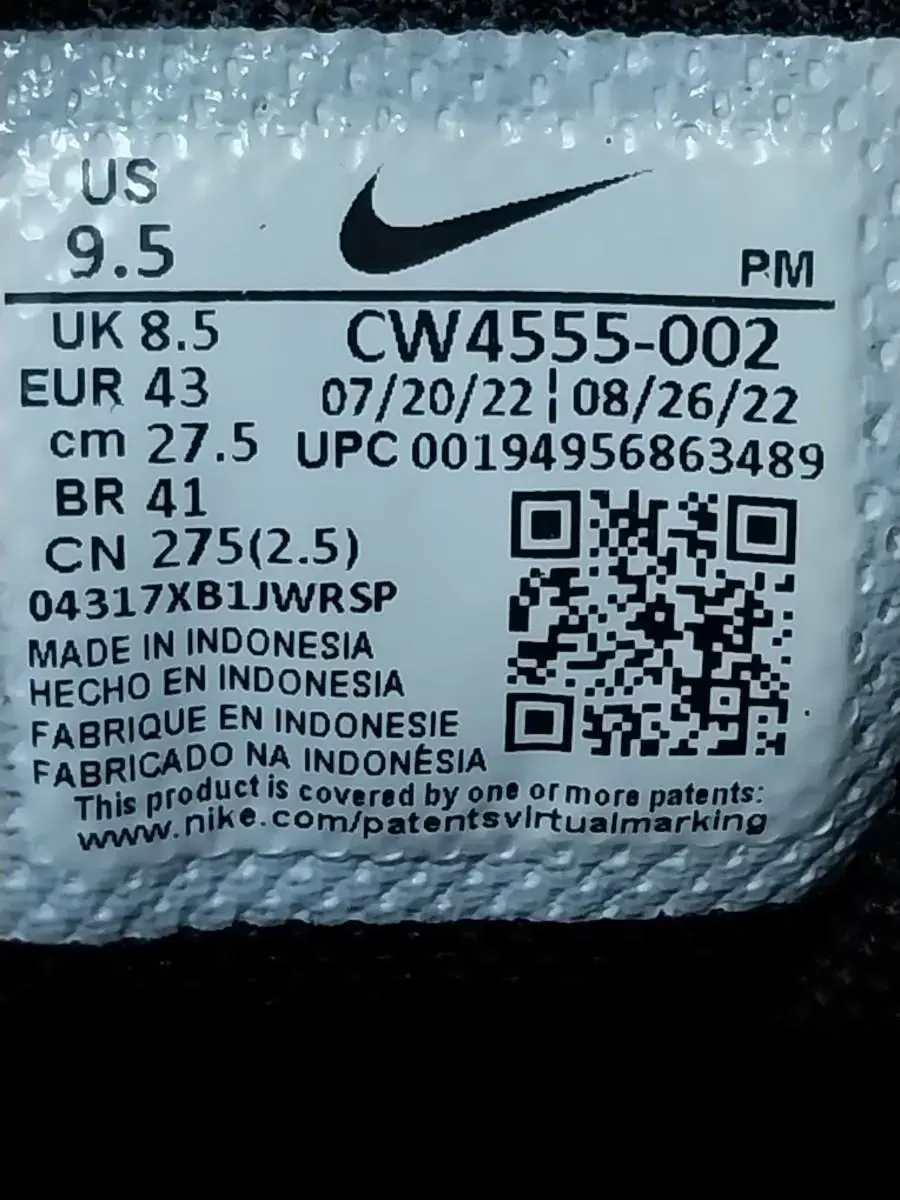 US
9.5
PM
UK 8.5
CW4555-002
EUR 43
07/20/22 ¦ 08/26/22
cm 27.5
UPC 00194956863489
BR 41
CN 275(2.5)
04317XB1JWRSP
MADE IN INDONESIA
HECHO EN INDONESIA
FABRIQUE EN INDONESIE
FABRICADO NA INDONÉSIA
This product is covered by one or more patents:
www.nike.com/patentsvirtualmarking